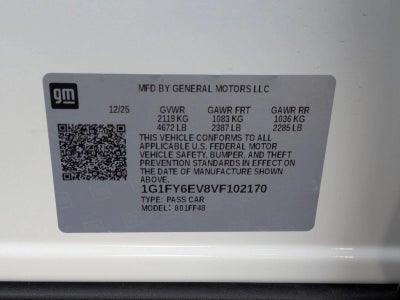 gm
MFD BY GENERAL MOTORS LLC
12/25 GVWR GAWR FRT GAWR RR
2119 KG 1083 KG 1036 KG
4672 LB 2387 LB 2285 LB
THIS VEHICLE CONFORMS TO ALL
APPLICABLE U.S. FEDERAL MOTOR
VEHICLE SAFETY, BUMPER, AND THEFT
PREVENTION STANDARDS IN EFFECT ON
THE DATE OF MANUFACTURE SHOWN ABOVE.
1G1FY6EV8VF102170
TYPE: PASS CAR
MODEL: 801FF48